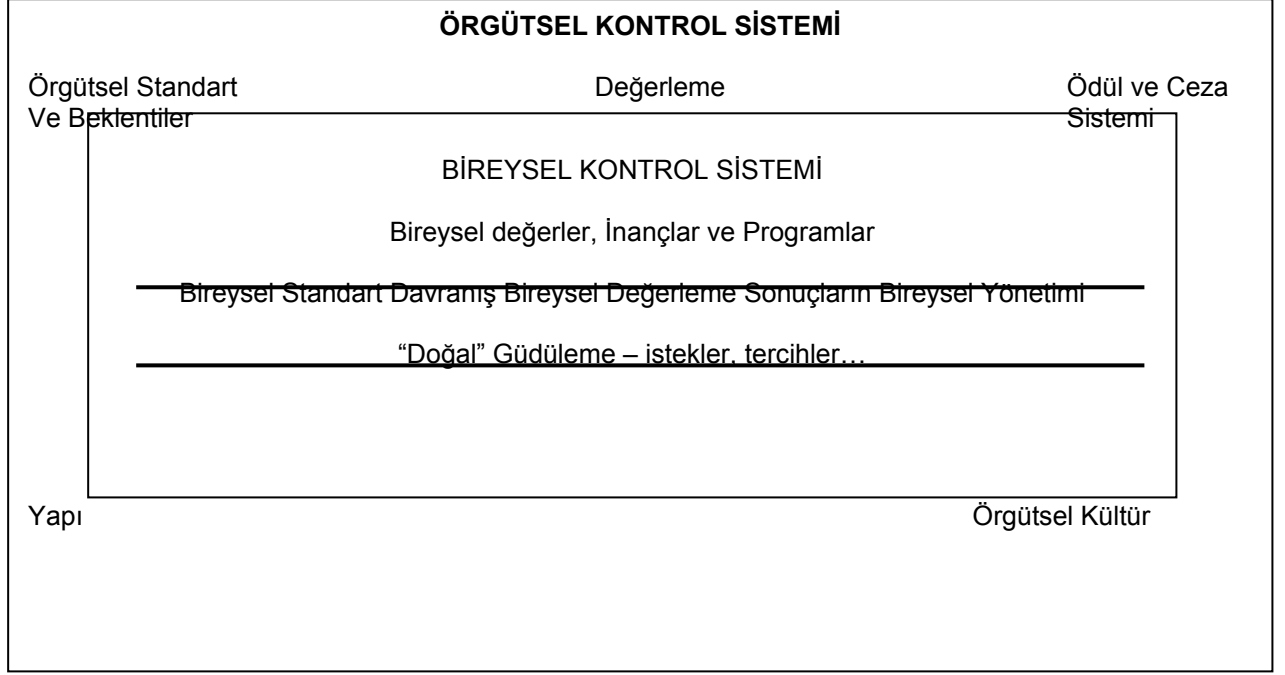 ÖRGÜTSEL KONTROL SİSTEMİ
Örgütsel Standart Değerleme Ödül ve Ceza
Ve Beklentiler Sistemi
BİREYSEL KONTROL SİSTEMİ
Bireysel değerler, İnançlar ve Programlar
Bireysel Standart Davranış Bireysel Değerleme Sonuçların Bireysel Yönetimi
“Doğal” Güdüleme – istekler, tercihler…
Yapı Örgütsel Kültür